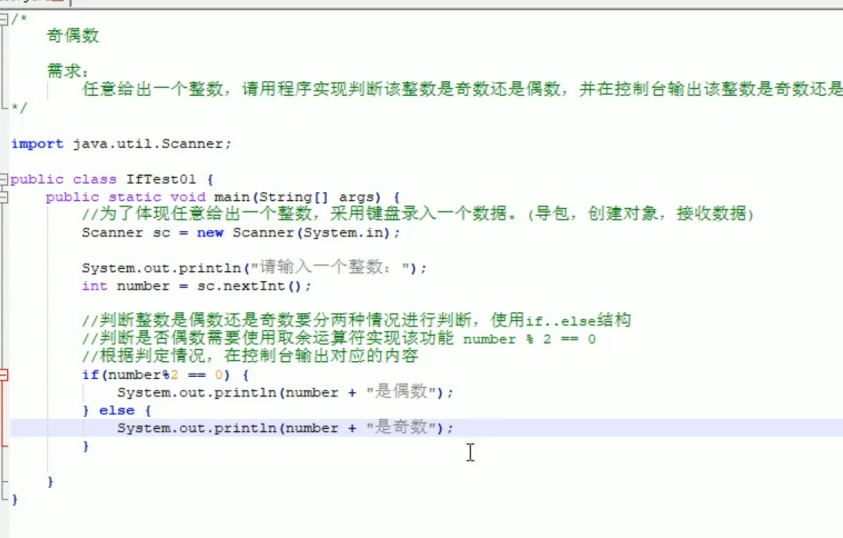 /*
奇偶数
需求：
任意给出一个整数，请用程序实现判断该整数是奇数还是偶数，并在控制台输出该整数是奇数还是
*/
import java.util.Scanner;
public class IfTest01 {
public static void main(String[] args) {
//为了体现任意给出一个整数，采用键盘录入一个数据。(导包，创建对象，接收数据)
Scanner sc = new Scanner(System.in);
System.out.println("请输入一个整数：");
int number = sc.nextInt();
//判断整数是偶数还是奇数要分两种情况进行判断，使用if..else结构
//判断是否偶数需要使用取余运算符实现该功能 number % 2 == 0
//根据判定情况，在控制台输出对应的内容
if(number%2 == 0) {
System.out.println(number + "是偶数");
} else {
System.out.println(number + "是奇数");
}
}
}